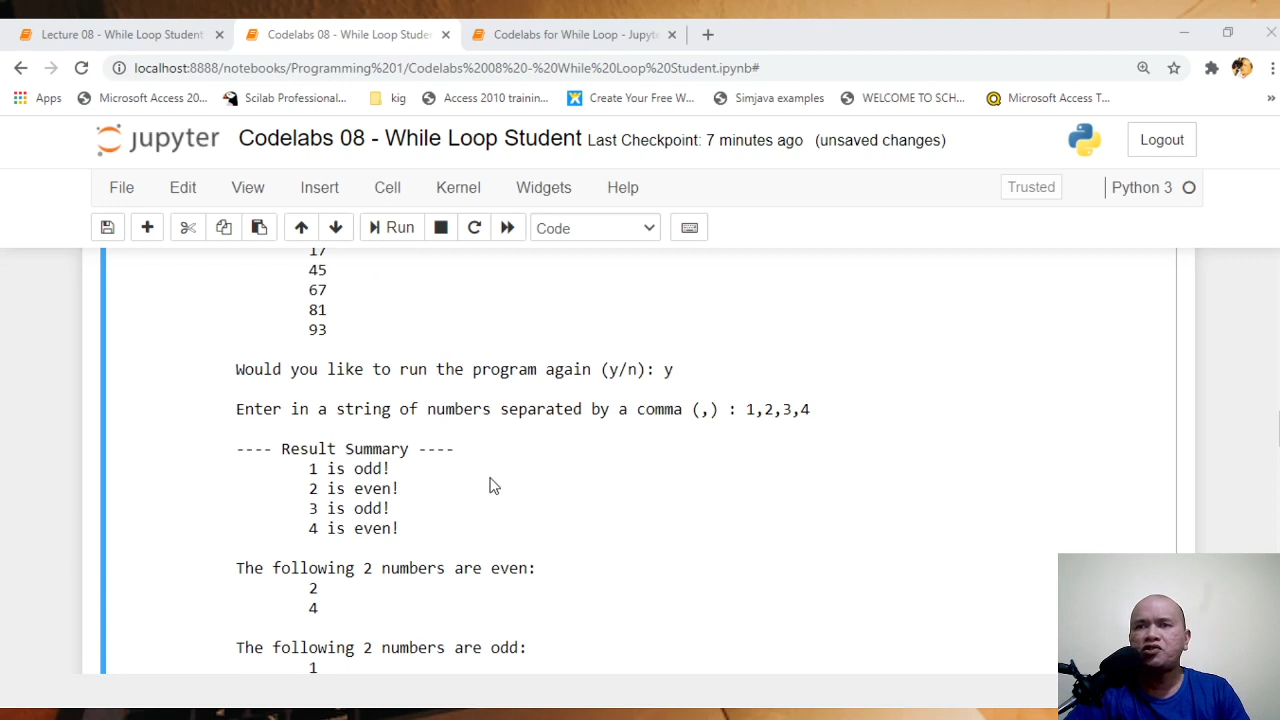 Lecture 08 - While Loop Student
Codelabs 08 - While Loop Stude
Codelabs for While Loop - Jupyt
localhost:8888/notebooks/Programming%201/Codelabs%2008%20-%20While%20Loop%20Student.ipynb#
Apps
Microsoft Access 20...
Scilab Professional...
kig
Access 2010 trainin...
Create Your Free W...
Simjava examples
WELCOME TO SCH...
Microsoft Access T...
»
jupyter
Codelabs 08 - While Loop Student Last Checkpoint: 7 minutes ago (unsaved changes)
Logout
File Edit View Insert Cell Kernel Widgets Help
Trusted
Python 3
Run
Code
17
45
67
81
93
Would you like to run the program again (y/n): y
Enter in a string of numbers separated by a comma (,) : 1,2,3,4
---- Result Summary ----
1 is odd!
2 is even!
3 is odd!
4 is even!
The following 2 numbers are even:
2
4
The following 2 numbers are odd:
1